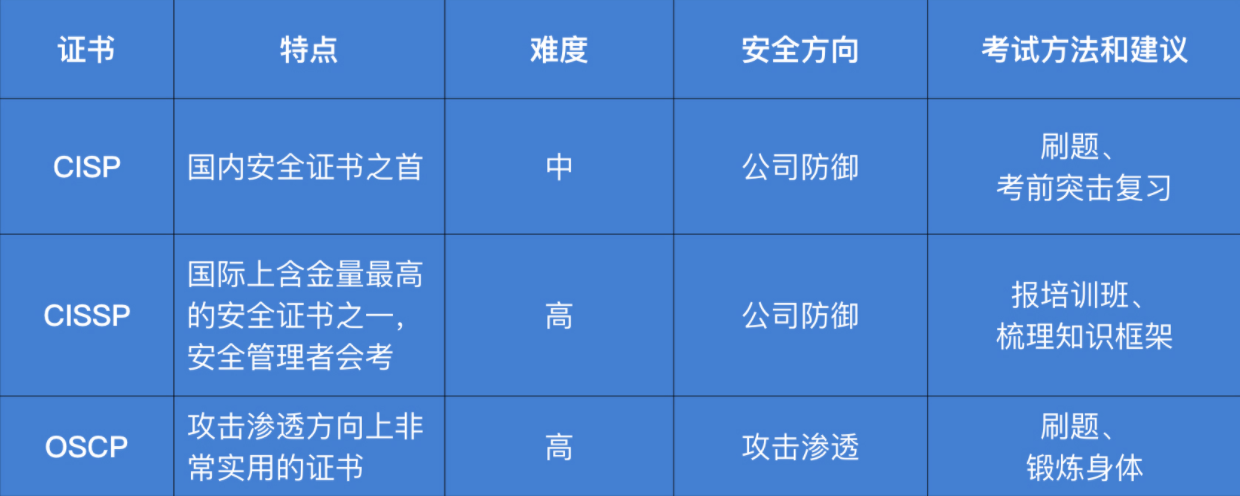 证书
特点
难度
安全方向
考试方法和建议
CISP
国内安全证书之首
中
公司防御
刷题、
考前突击复习
CISSP
国际上含金量最高
的安全证书之一，
安全管理者会考
高
公司防御
报培训班、
梳理知识框架
OSCP
攻击渗透方向上非
常实用的证书
高
攻击渗透
刷题、
锻炼身体